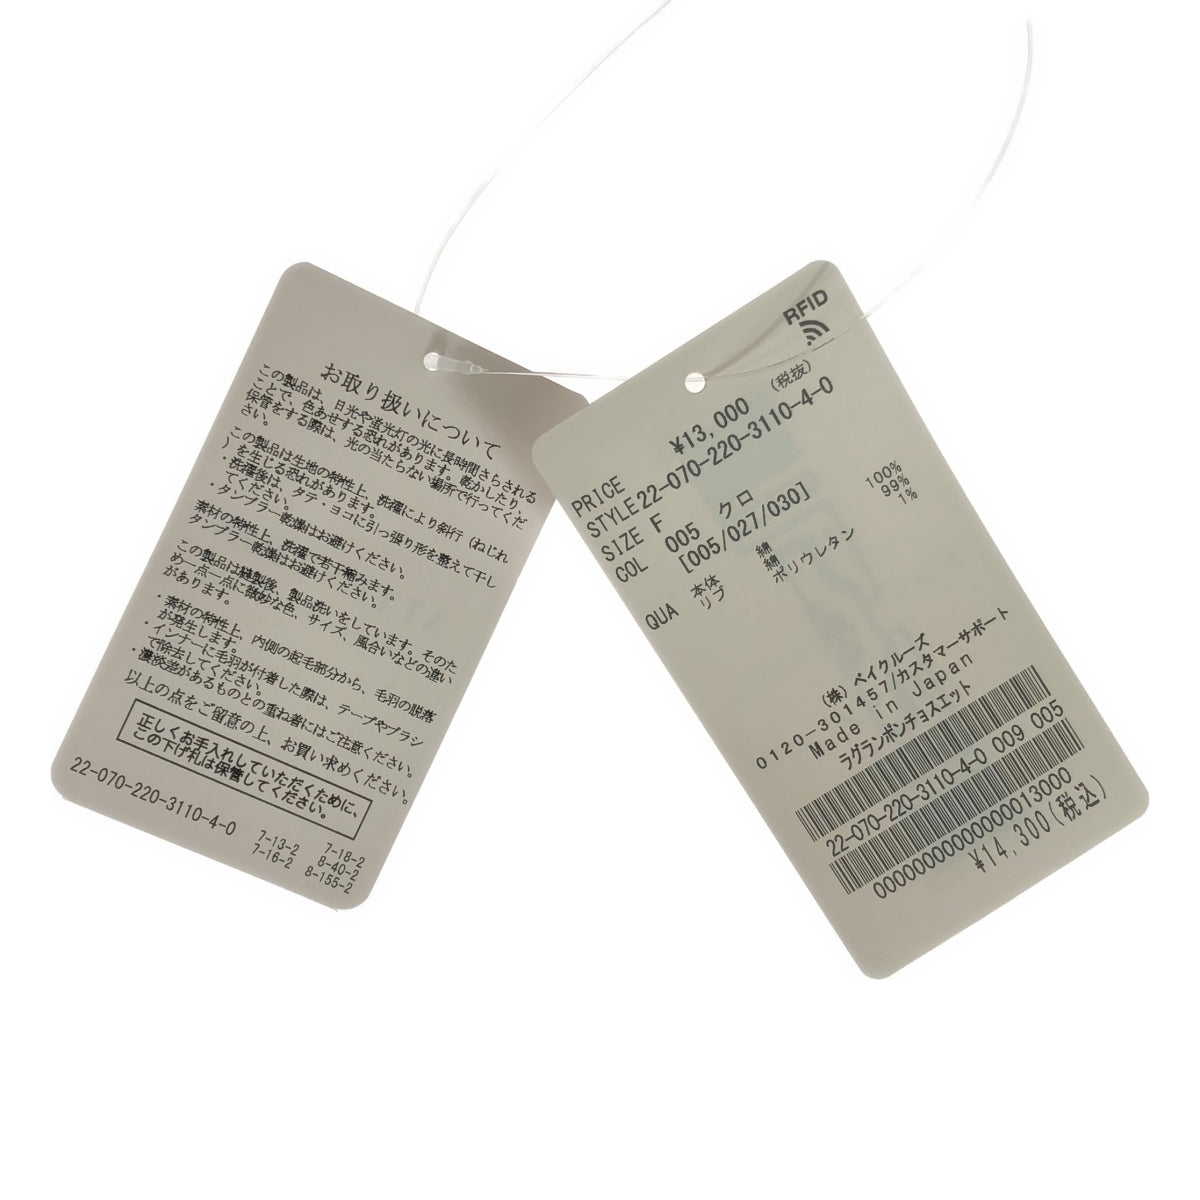 お取り扱いについて
この製品は、日光や蛍光灯の光に長時間さらされる
ことで、色あせする恐れがあります。乾かしたり、
保管をする際は、光の当たらない場所で行ってくだ
さい。
この製品は生地の特性上、洗濯により斜行（ねじれ
）を生じる恐れがあります。
・洗濯後は、タテ・ヨコに引っ張り形を整えて干し
てください。
・タンブラー乾燥はお避けください。
素材の特性上、洗濯で若干縮みます。
タンブラー乾燥はお避けください。
この製品は縫製後、製品洗いをしています。そのた
め一点一点に微妙な色、サイズ、風合いなどの違い
があります。
・素材の特性上、内側の起毛部分から、毛羽の脱落
が発生します。
・インナーに毛羽が付着した際は、テープやブラシ
で除去してください。
・濃淡差があるものとの重ね着にはご注意ください。
以上の点をご留意の上、お買い求めください。
正しくお手入れしていただくために、
この下げ札は保管してください。
22-070-220-3110-4-0
7-13-2 7-18-2
7-16-2 8-40-2
8-155-2
RFID
(税抜)
PRICE ¥13,000
STYLE 22-070-220-3110-4-0
SIZE F
COL 005 クロ
[005/027/030]
QUA 本体 綿 100%
リブ 綿 99%
ポリウレタン 1%
(株) ベイクルーズ
0120-301457/カスタマーサポート
Made in Japan
ラグランポンチョスエット
22-070-220-3110-4-0 009 005
0000000000000013000
¥14,300(税込)